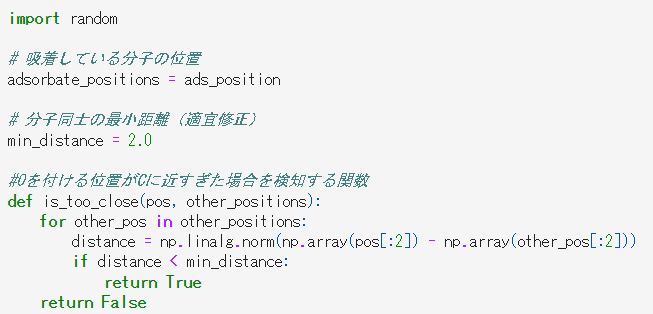 import random
# 吸着している分子の位置
adsorbate_positions = ads_position
# 分子同士の最小距離（適宜修正）
min_distance = 2.0
#Oを付ける位置がCに近すぎた場合を検知する関数
def is_too_close(pos, other_positions):
    for other_pos in other_positions:
        distance = np.linalg.norm(np.array(pos[:2]) - np.array(other_pos[:2]))
        if distance < min_distance:
            return True
    return False